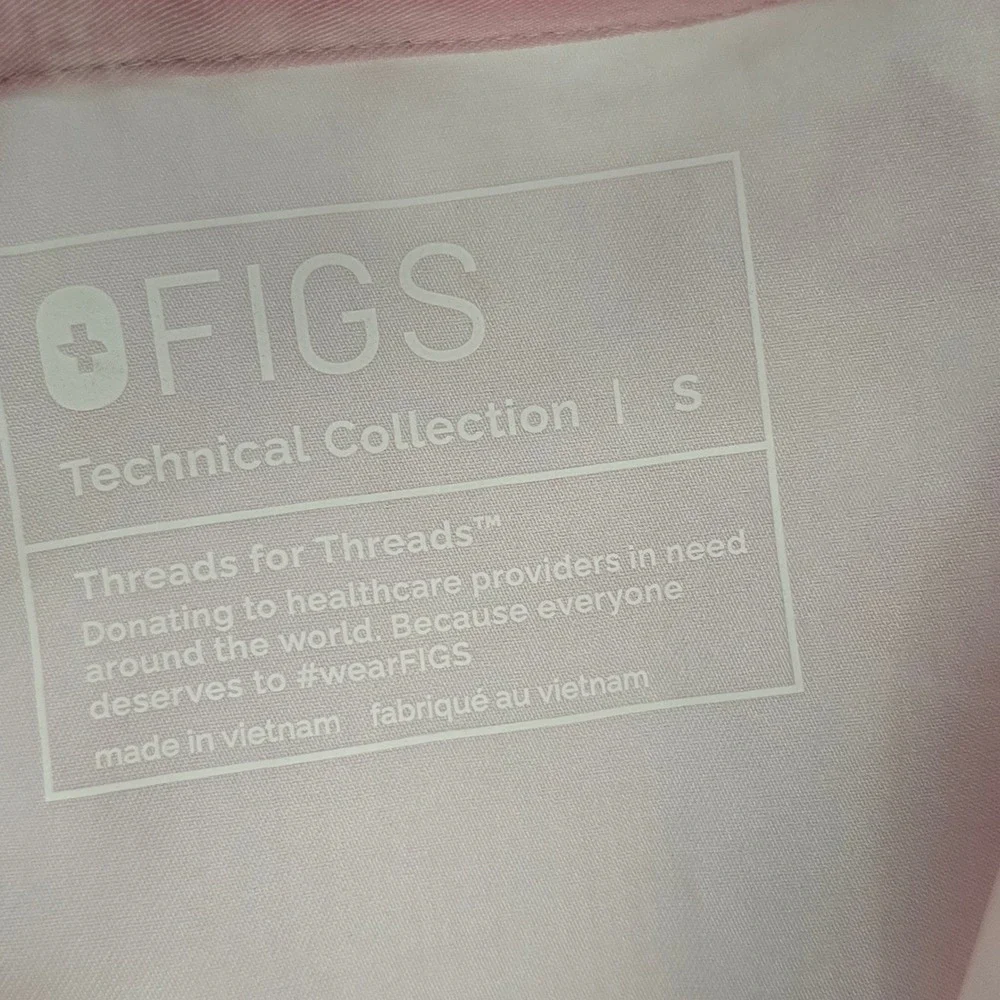 FIGS
Technical Collection | S
Threads for Threads™
Donating to healthcare providers in need
around the world. Because everyone
deserves to #wearFIGS
made in vietnam fabriqué au vietnam